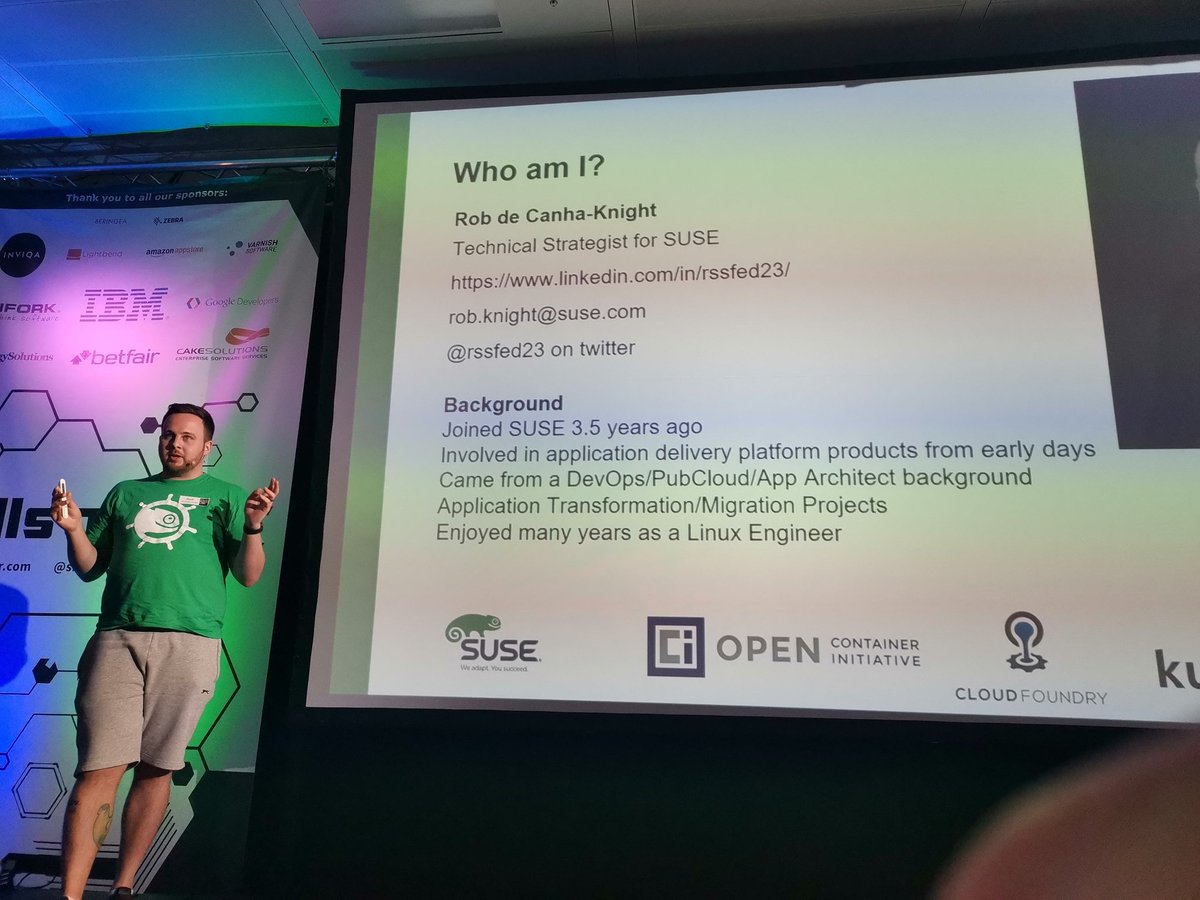 Thank you to all our sponsors:
BERINGEA
ZEBRA
INVIQA
Lightbend
amazon appstore
VARNISH
SOFTWARE
IBM
Google Developers
betfair
CAKESOLUTIONS
ENTERPRISE SOFTWARE SERVICES
Who am I?
Rob de Canha-Knight
Technical Strategist for SUSE
https://www.linkedin.com/in/rssfed23/
rob.knight@suse.com
@rssfed23 on twitter
Background
Joined SUSE 3.5 years ago
Involved in application delivery platform products from early days
Came from a DevOps/PubCloud/App Architect background
Application Transformation/Migration Projects
Enjoyed many years as a Linux Engineer
SUSE
We adapt. You succeed.
Ci OPEN CONTAINER
INITIATIVE
CLOUD FOUNDRY
ku